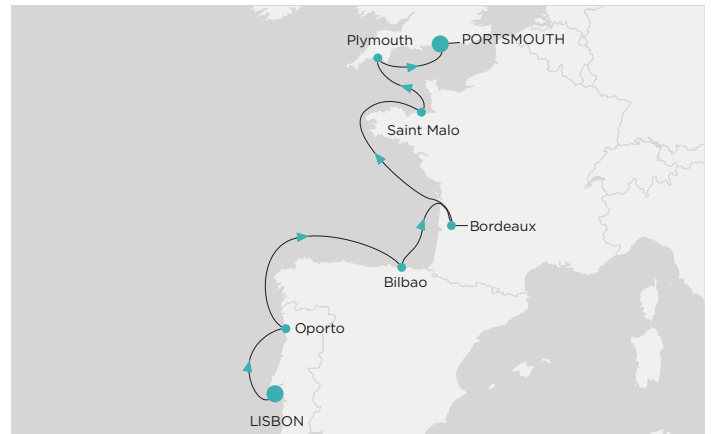 Plymouth
PORTSMOUTH
Saint Malo
Bordeaux
Bilbao
Oporto
LISBON